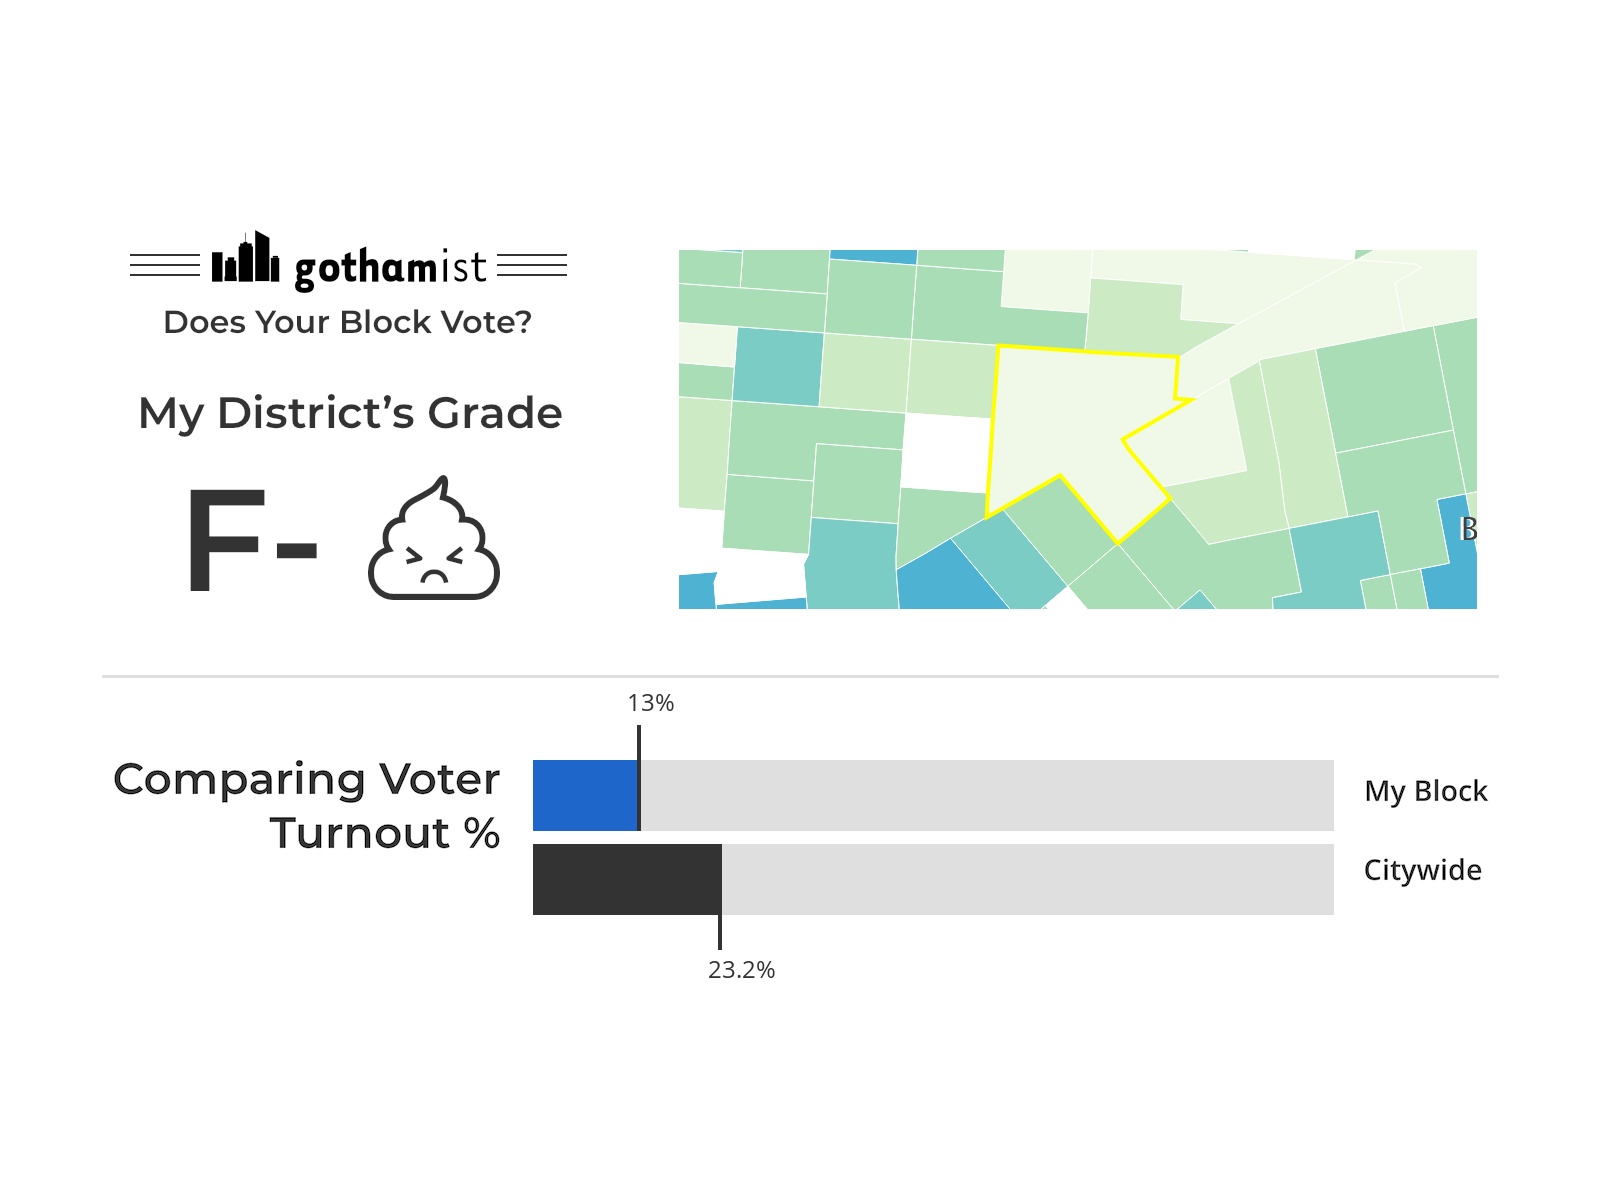 gothamist
Does Your Block Vote?
My District’s Grade
F-
B
13%
Comparing Voter
Turnout %
My Block
Citywide
23.2%